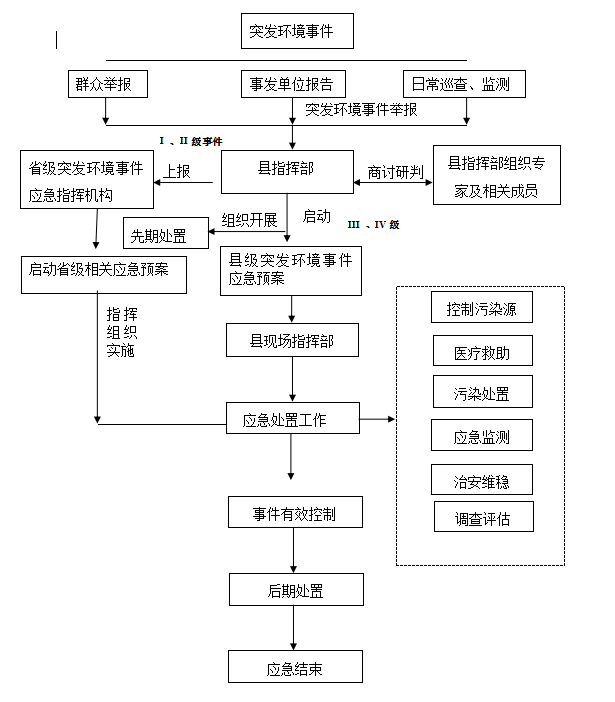 突发环境事件
群众举报
事发单位报告
日常巡查、监测
突发环境事件举报
I 、II 级事件
省级突发环境事件
应急指挥机构
上报
县指挥部
商讨研判
县指挥部组织专
家及相关成员
组织开展
启动
III 、IV 级
先期处置
启动省级相关应急预案
县级突发环境事件
应急预案
指 挥
组 织
实施
县现场指挥部
应急处置工作
控制污染源
医疗救助
污染处置
应急监测
治安维稳
调查评估
事件有效控制
后期处置
应急结束